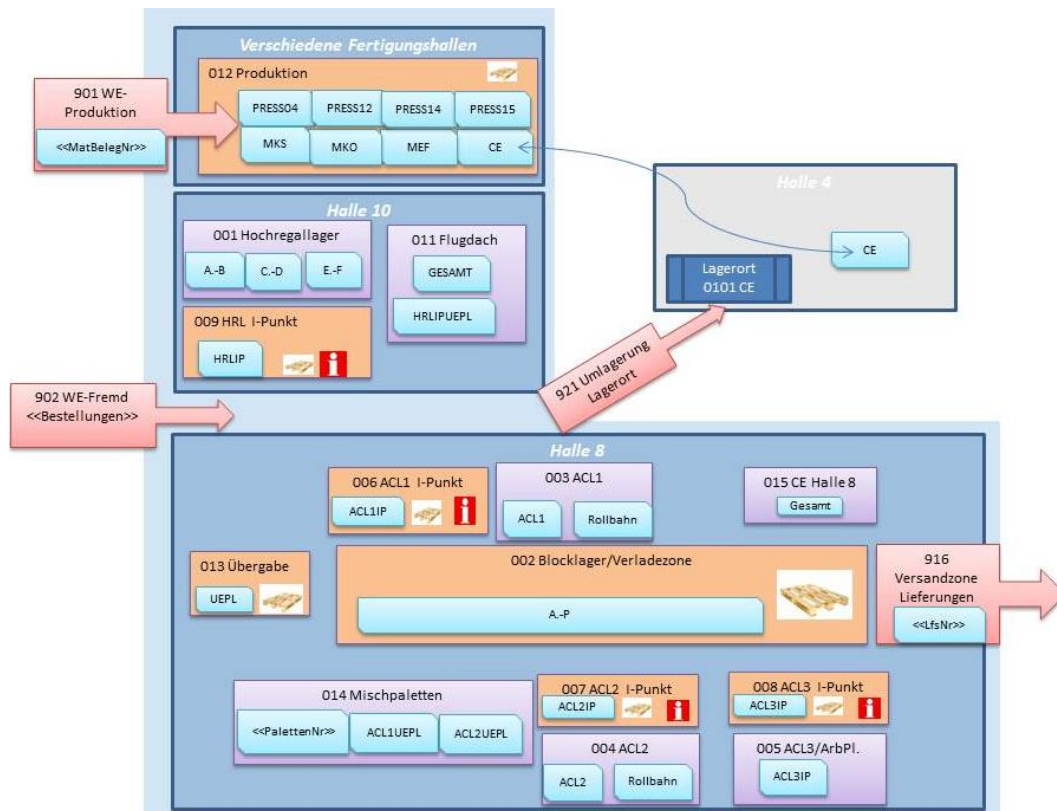 Verschiedene Fertigungshallen
012 Produktion
PRESS04
PRESS12
PRESS14
PRESS15
MKS
MKO
MEF
CE
901 WE-
Produktion
<<MatBelegNr>>
Halle 4
CE
Lagerort
0101 CE
Halle 10
001 Hochregallager
A.-B
C.-D
E.-F
011 Flugdach
GESAMT
HRLIPUEPL
009 HRL I-Punkt
HRLIP
i
921 Umlagerung
Lagerort
902 WE-Fremd
<<Bestellungen>>
Halle 8
006 ACL1 I-Punkt
ACL1IP
i
003 ACL1
ACL1
Rollbahn
015 CE Halle 8
Gesamt
013 Übergabe
UEPL
002 Blocklager/Verladezone
A.-P
916
Versandzone
Lieferungen
<<LfsNr>>
014 Mischpaletten
<<PalettenNr>>
ACL1UEPL
ACL2UEPL
007 ACL2 I-Punkt
ACL2IP
i
008 ACL3 I-Punkt
ACL3IP
i
004 ACL2
ACL2
Rollbahn
005 ACL3/ArbPl.
ACL3IP